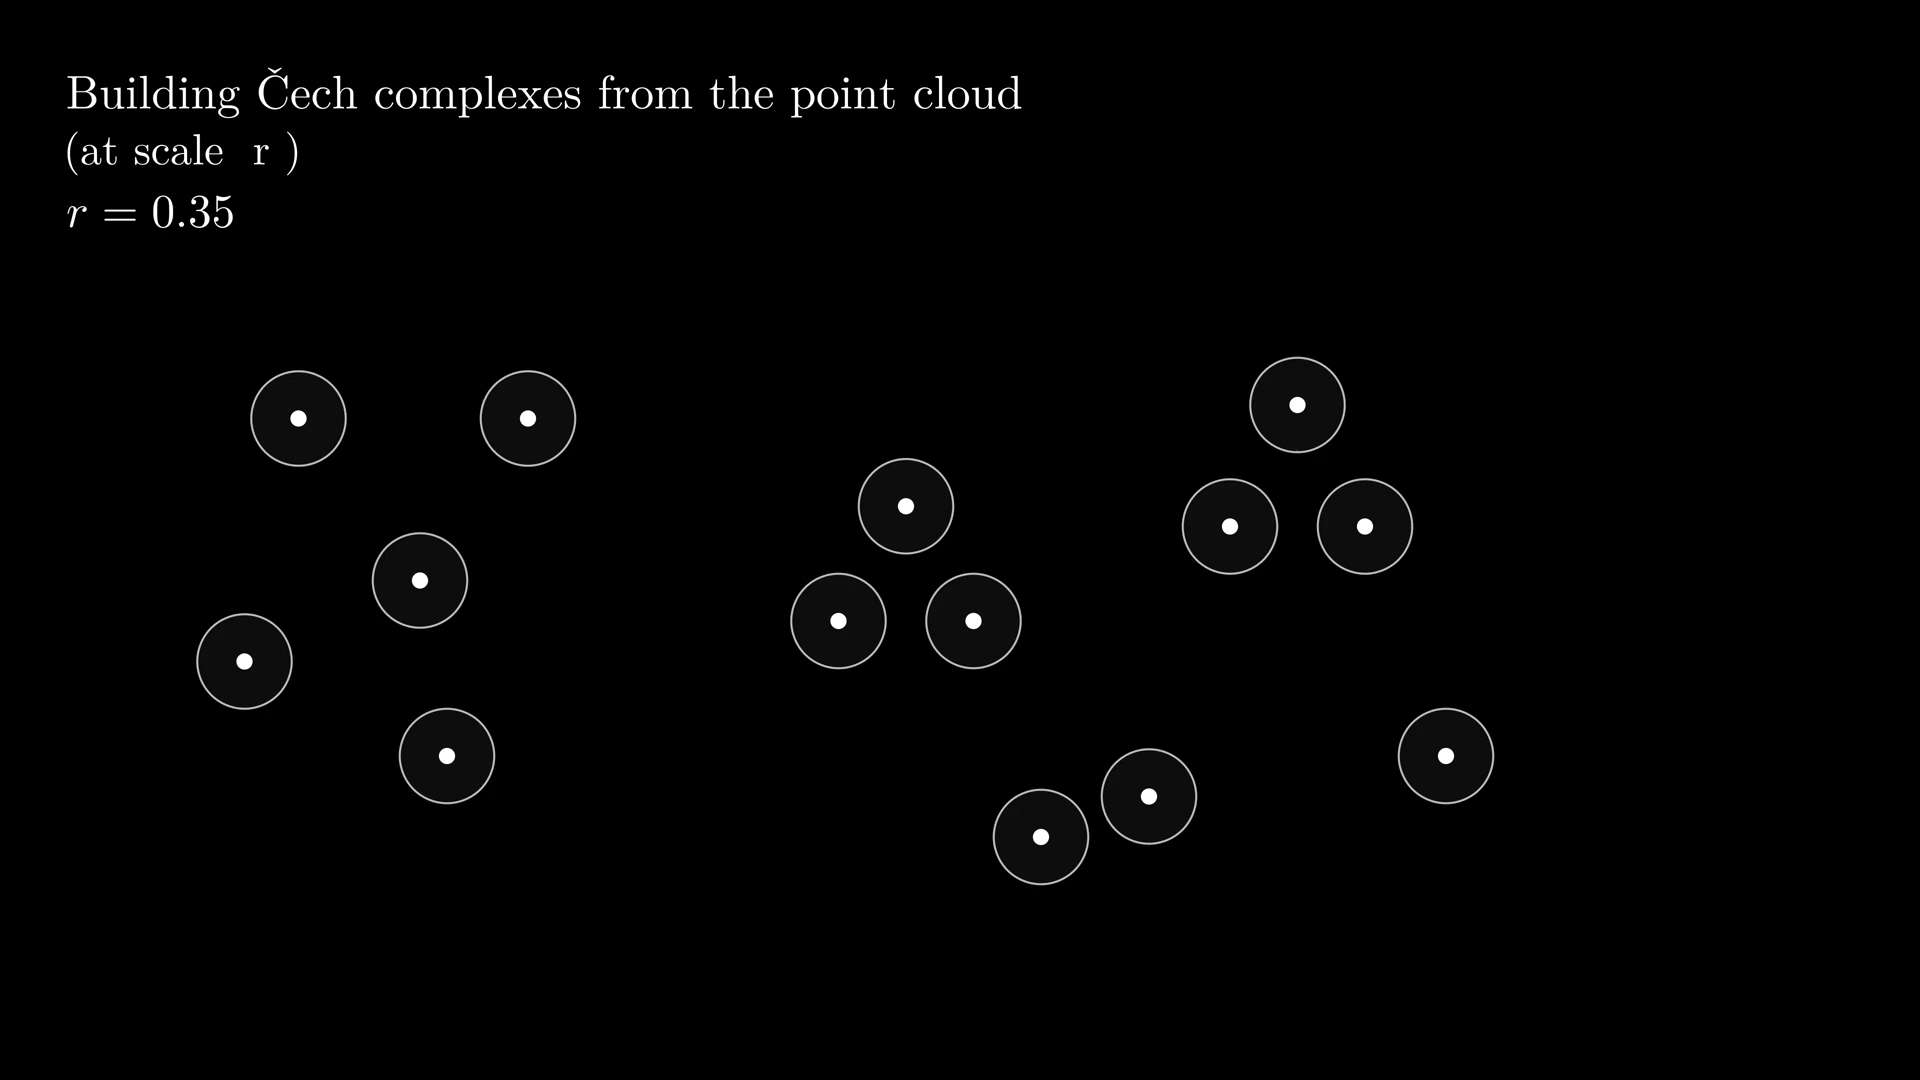 Building Čech complexes from the point cloud
(at scale r )
r = 0.35